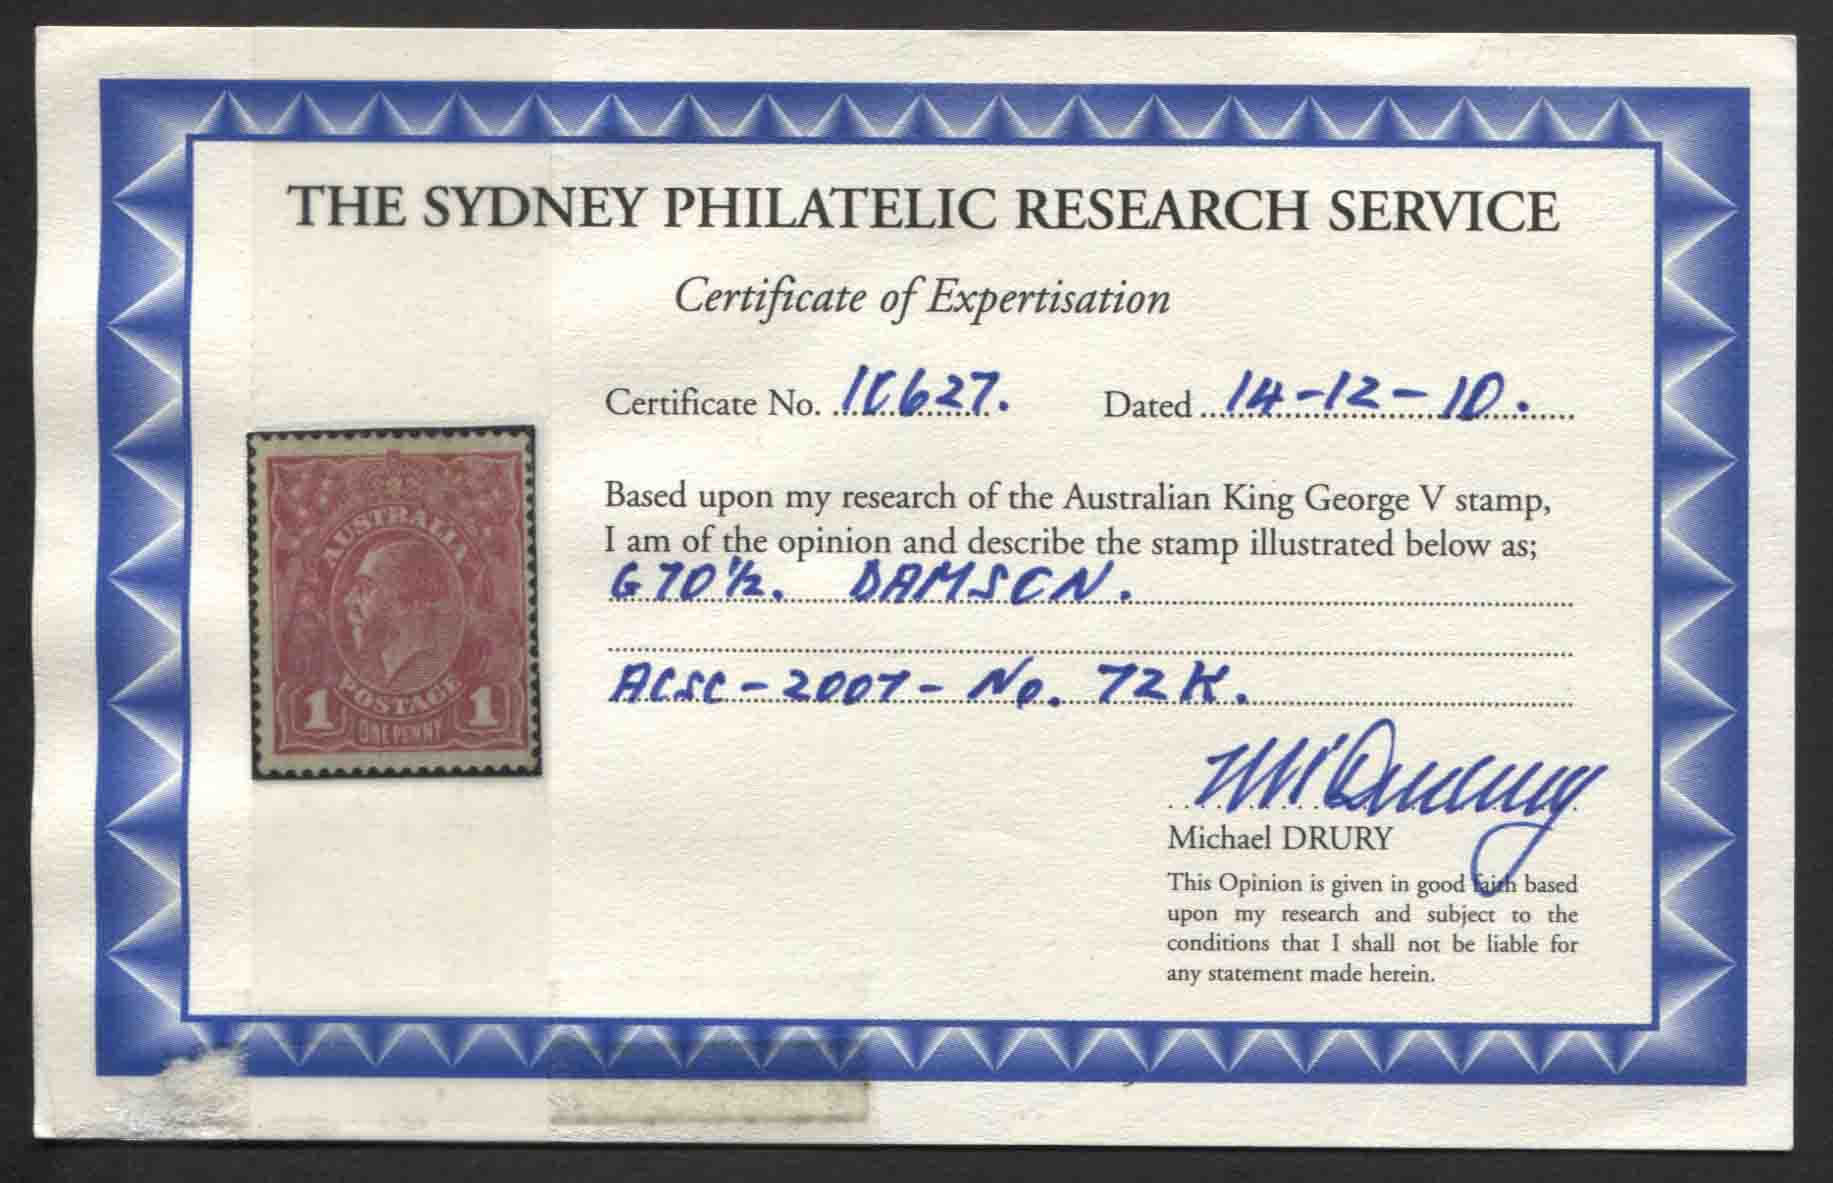 THE SYDNEY PHILATELIC RESEARCH SERVICE
Certificate of Expertisation
Certificate No. 10627. Dated 14-12-10.
Based upon my research of the Australian King George V stamp,
I am of the opinion and describe the stamp illustrated below as;
G70½. DAMSON.
ACSC-2007-No. 72K.
AUSTRALIA
POSTAGE
1 ONE PENNY 1
Michael DRURY
This Opinion is given in good faith based
upon my research and subject to the
conditions that I shall not be liable for
any statement made herein.